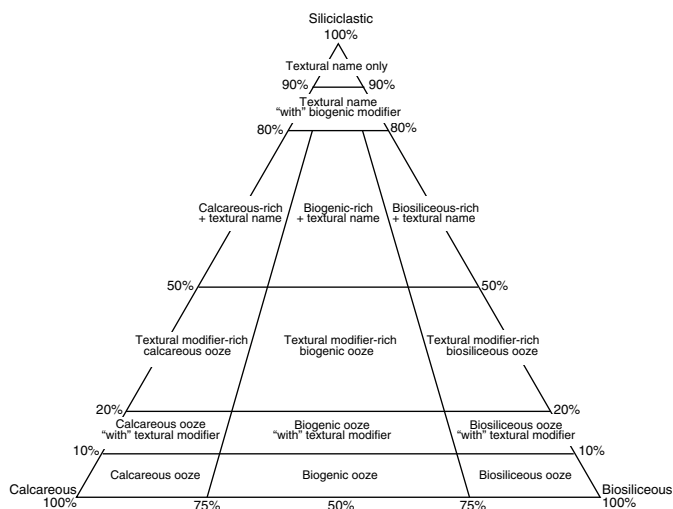 Siliciclastic
100%
Textural name only
90% 90%
Textural name
“with” biogenic modifier
80% 80%
Calcareous-rich
+ textural name
Biogenic-rich
+ textural name
Biosiliceous-rich
+ textural name
50% 50%
Textural modifier-rich
calcareous ooze
Textural modifier-rich
biogenic ooze
Textural modifier-rich
biosiliceous ooze
20% 20%
Calcareous ooze
“with” textural modifier
Biogenic ooze
“with” textural modifier
Biosiliceous ooze
“with” textural modifier
10% 10%
Calcareous ooze
Biogenic ooze
Biosiliceous ooze
Calcareous
100%
75%
50%
75%
Biosiliceous
100%